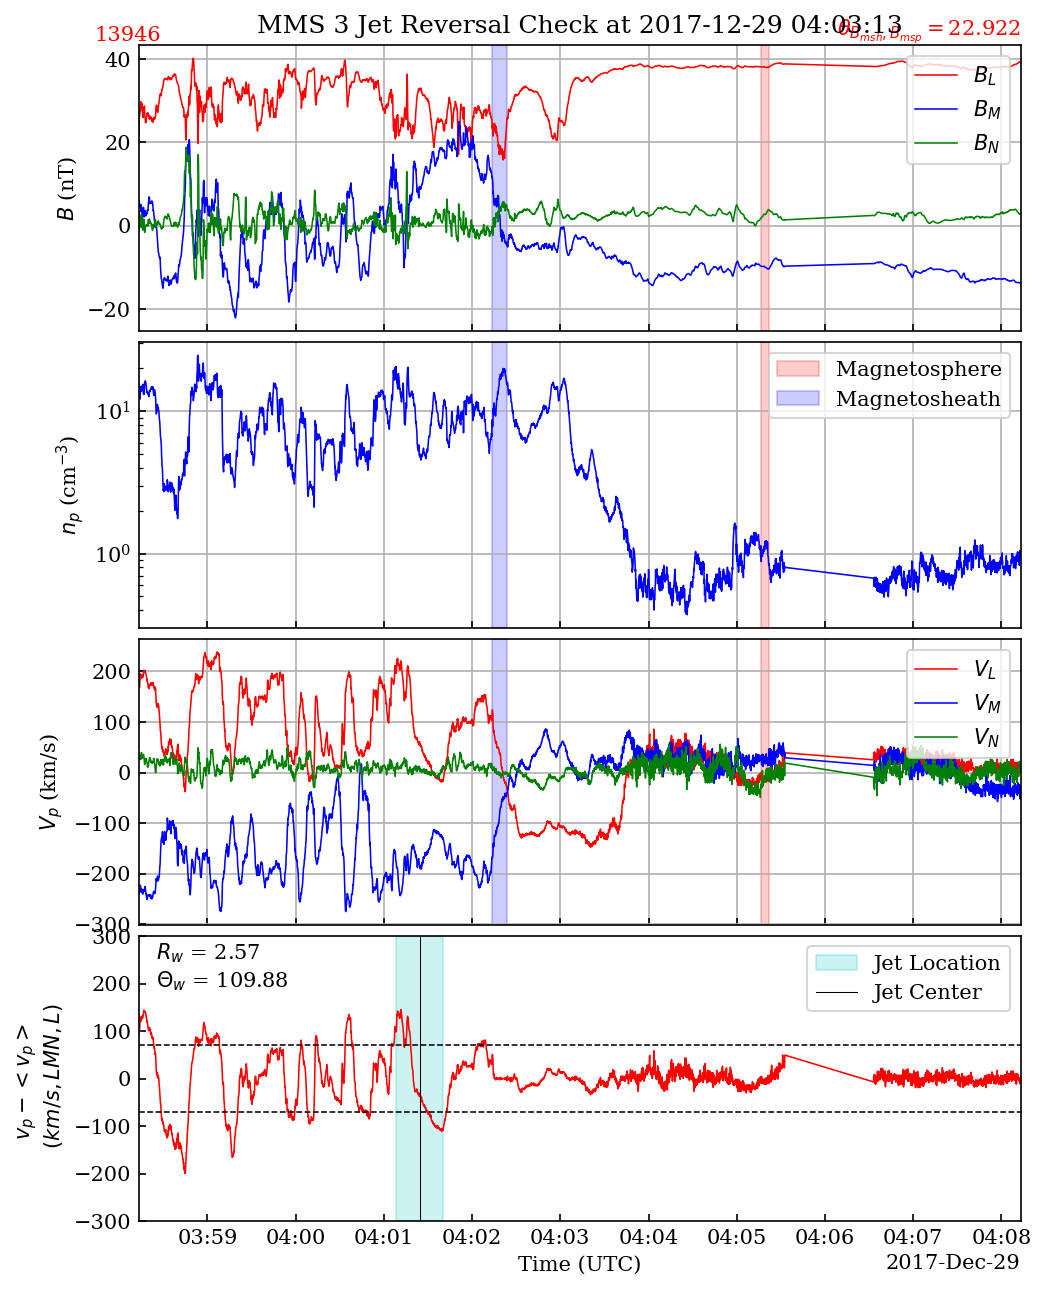 MMS 3 Jet Reversal Check at 2017-12-29 04:03:13
13946
θ_{B_{msh}, B_{msp}} = 22.922
40
20
0
−20
B (nT)
B_L
B_M
B_N
10^1
10^0
n_p (cm^{−3})
Magnetosphere
Magnetosheath
200
100
0
−100
−200
−300
V_p (km/s)
V_L
V_M
V_N
300
200
100
0
−100
−200
−300
v_p − < v_p >
(km/s, LMN, L)
R_w = 2.57
Θ_w = 109.88
Jet Location
Jet Center
03:59 04:00 04:01 04:02 04:03 04:04 04:05 04:06 04:07 04:08
Time (UTC)
2017-Dec-29